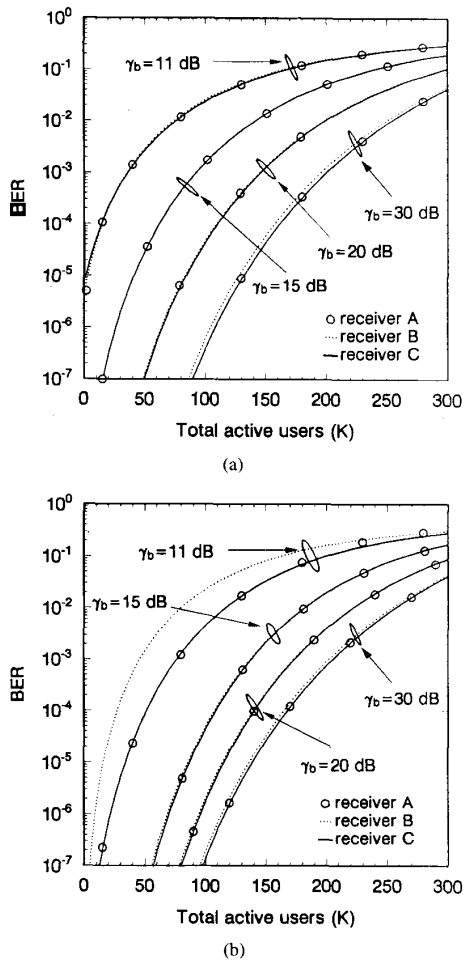 10^0
10^-1
10^-2
10^-3
10^-4
10^-5
10^-6
10^-7
BER
γb=11 dB
γb=30 dB
γb=20 dB
γb=15 dB
receiver A
receiver B
receiver C
0 50 100 150 200 250 300
Total active users (K)
(a)
10^0
10^-1
10^-2
10^-3
10^-4
10^-5
10^-6
10^-7
BER
γb=11 dB
γb=15 dB
γb=30 dB
γb=20 dB
receiver A
receiver B
receiver C
0 50 100 150 200 250 300
Total active users (K)
(b)